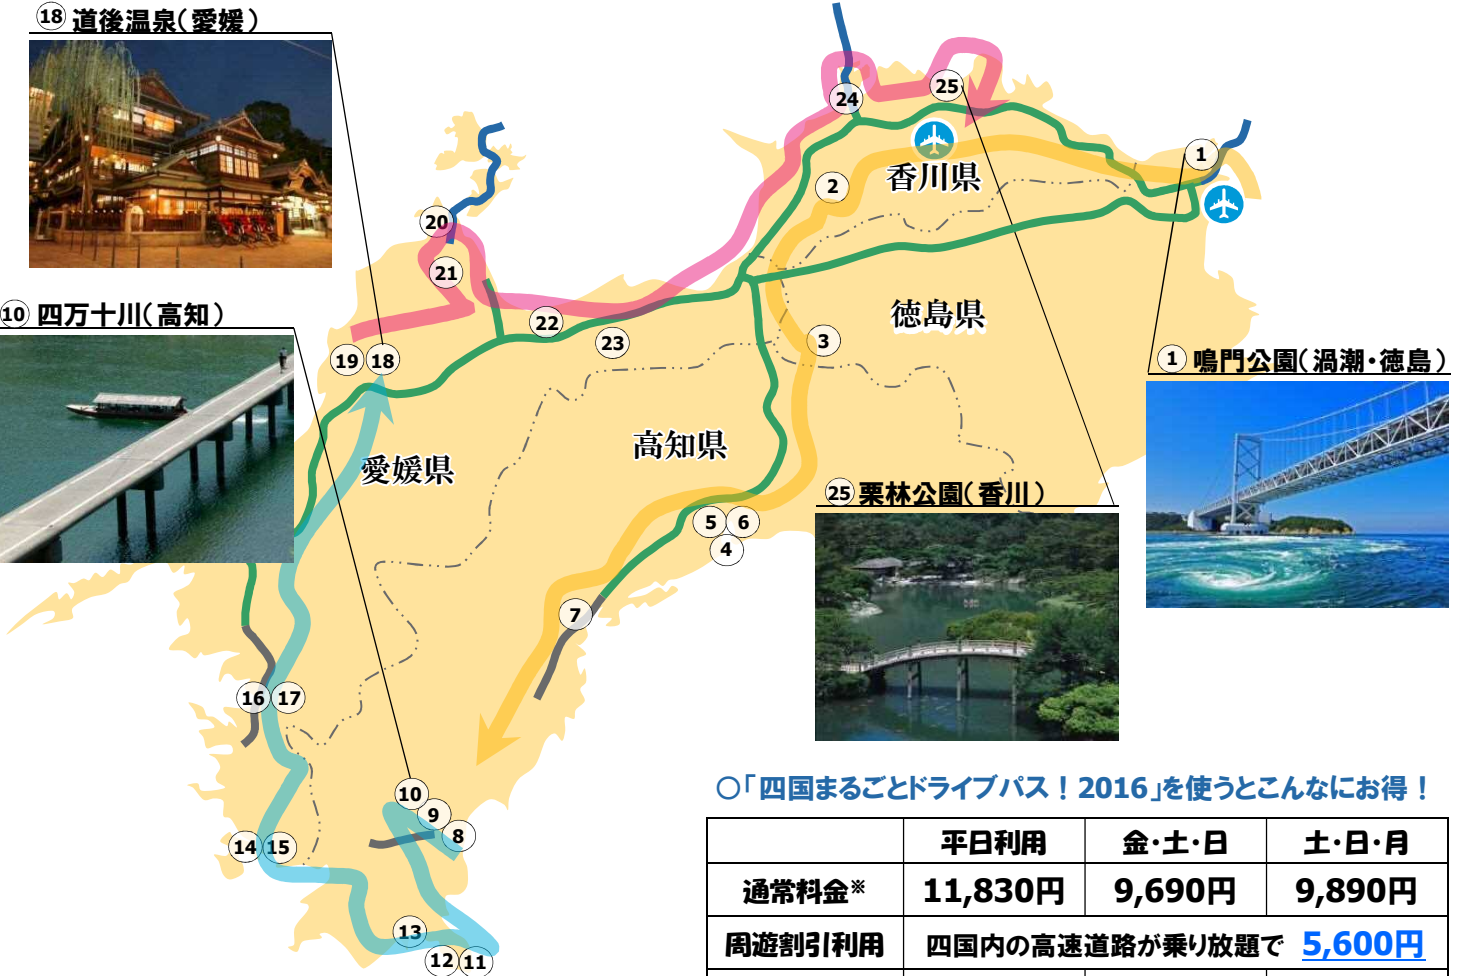 ⑱ 道後温泉（愛媛）
⑩ 四万十川（高知）
① 鳴門公園（渦潮・徳島）
㉕ 栗林公園（香川）
香川県
徳島県
高知県
愛媛県
1
2
3
4
5
6
7
8
9
10
11
12
13
14
15
16
17
18
19
20
21
22
23
24
25
○「四国まるごとドライブパス！2016」を使うとこんなにお得！
平日利用 金・土・日 土・日・月
通常料金※ 11,830円 9,690円 9,890円
周遊割引利用 四国内の高速道路が乗り放題で 5,600円